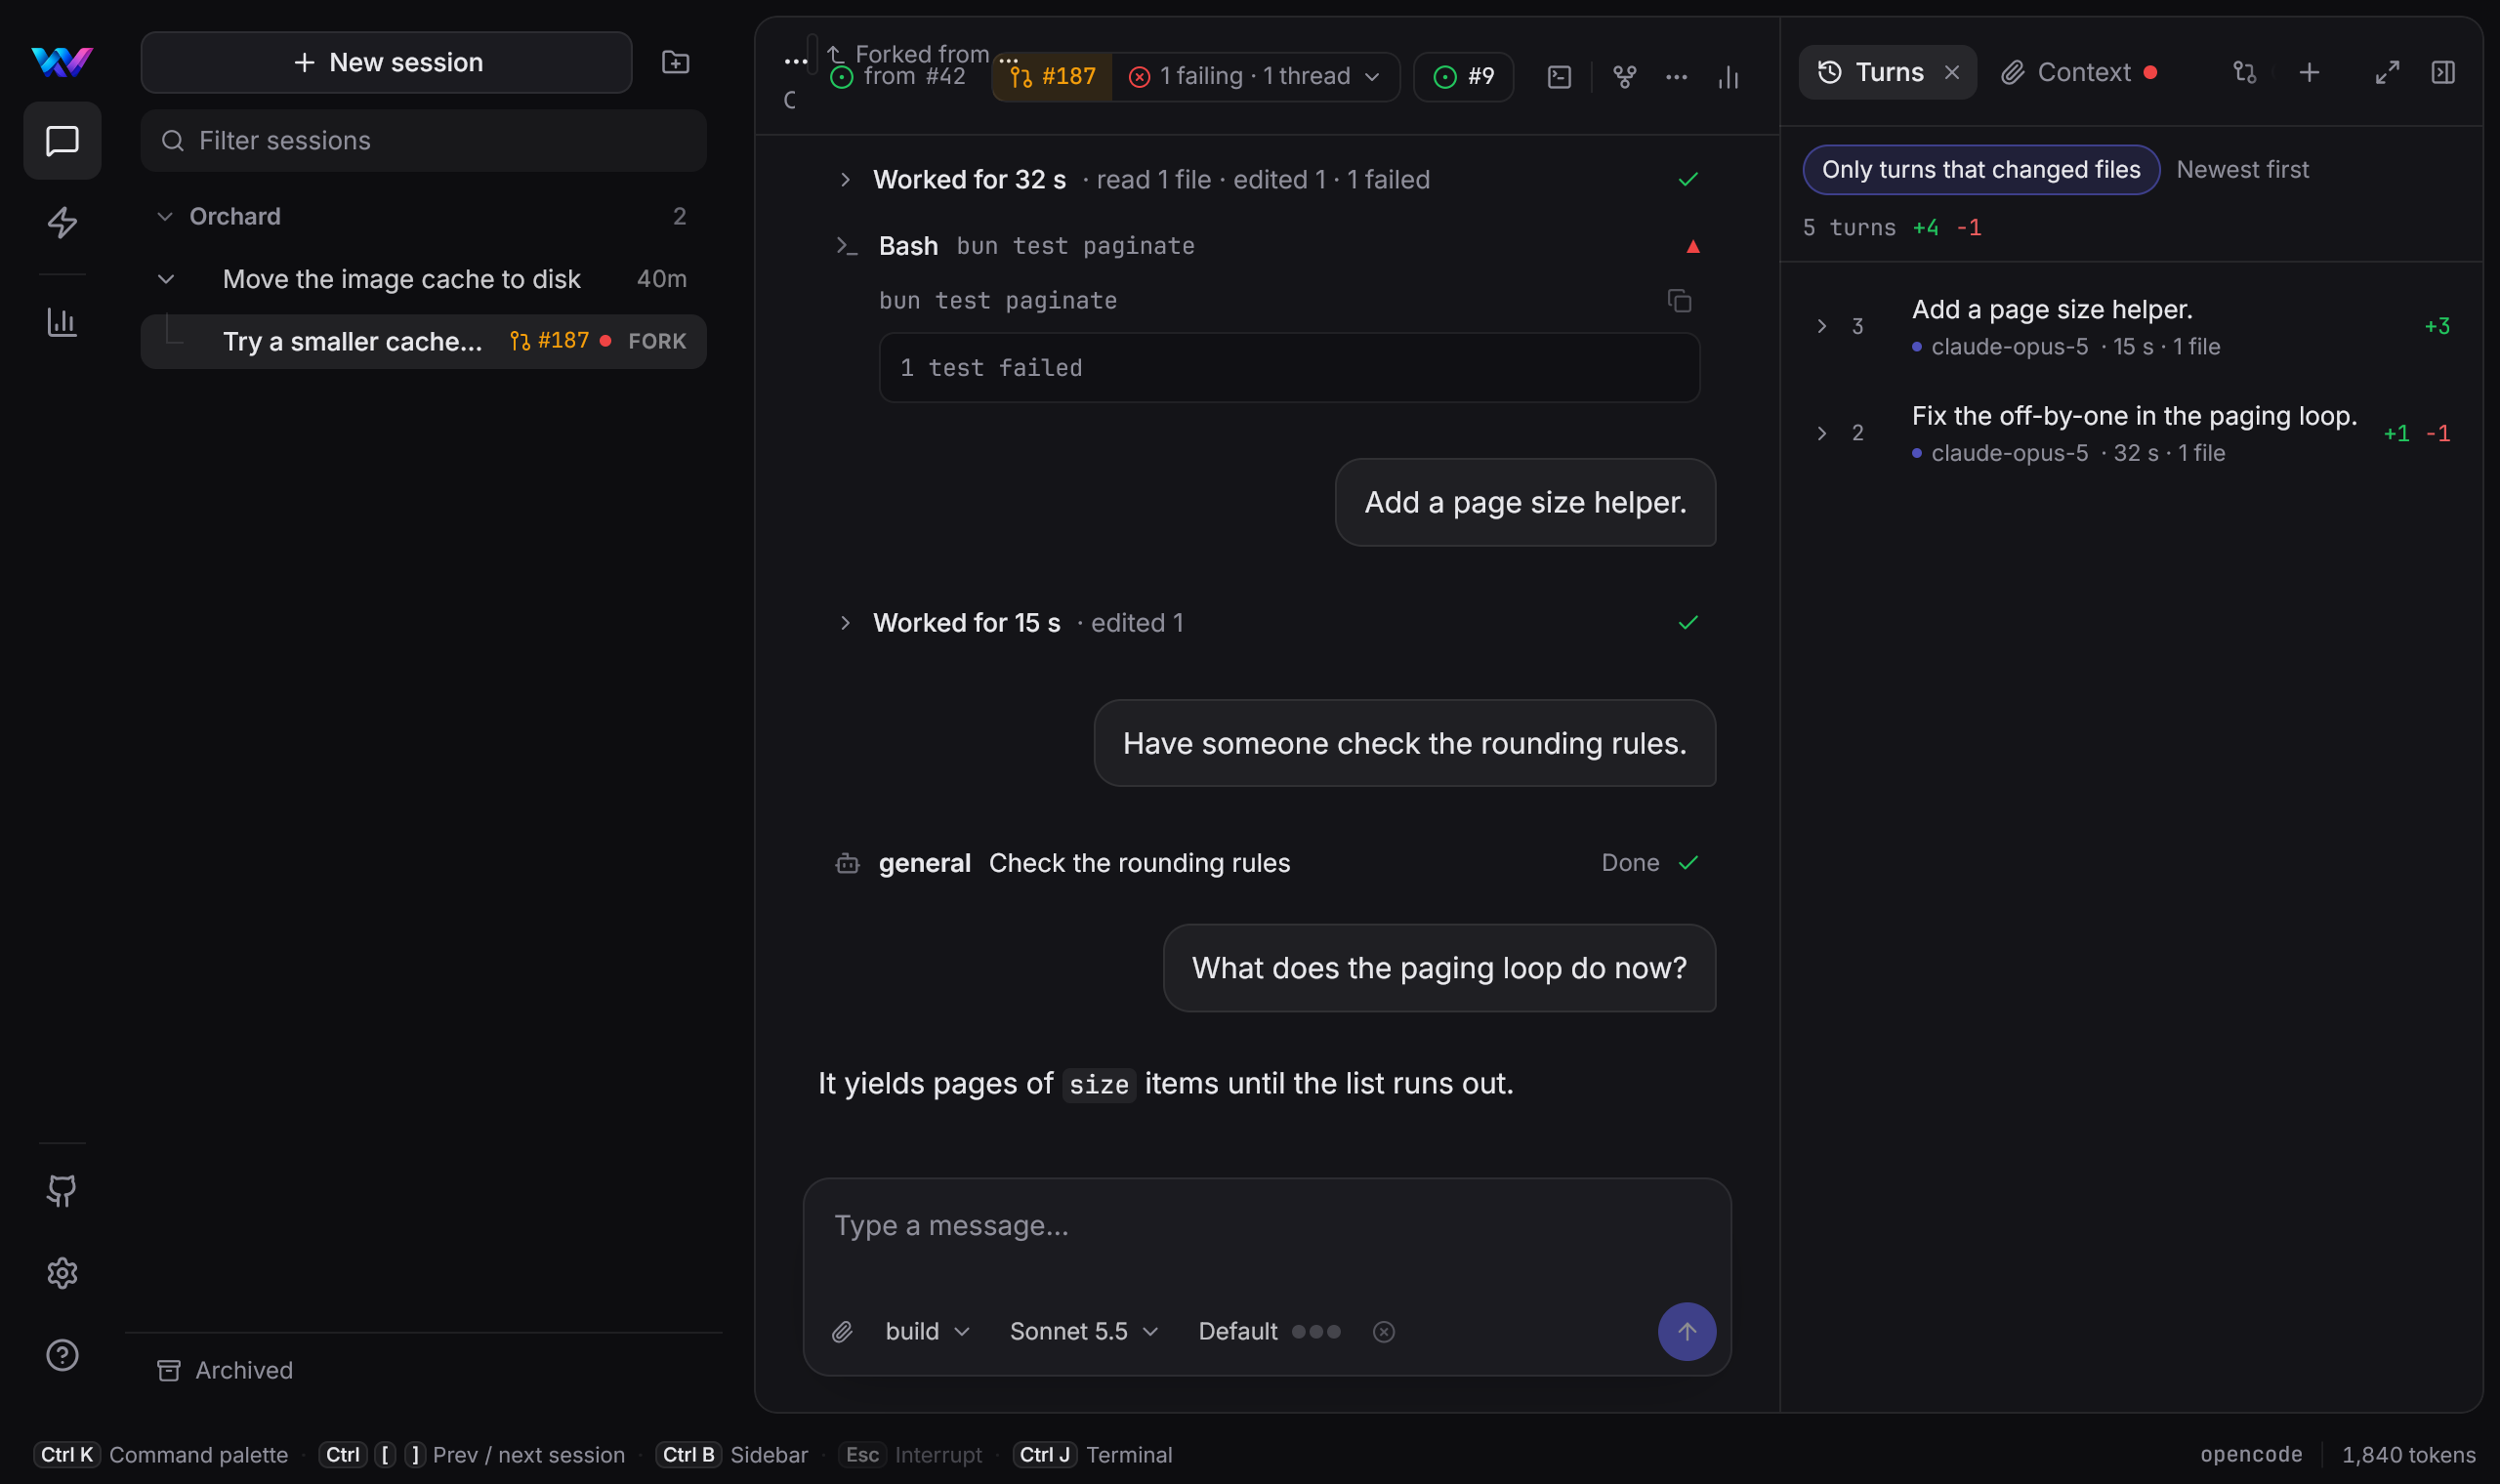 New session
Filter sessions
Orchard 2
Move the image cache to disk 40m
Try a smaller cache... #187 FORK
Archived
...
Forked from ...
from #42
#187
1 failing · 1 thread
#9
Worked for 32 s · read 1 file · edited 1 · 1 failed
Bash bun test paginate
bun test paginate
1 test failed
Add a page size helper.
Worked for 15 s · edited 1
Have someone check the rounding rules.
general Check the rounding rules Done
What does the paging loop do now?
It yields pages of size items until the list runs out.
Type a message...
build Sonnet 5.5 Default
Turns
Context
Only turns that changed files Newest first
5 turns +4 -1
3 Add a page size helper. +3
claude-opus-5 · 15 s · 1 file
2 Fix the off-by-one in the paging loop. +1 -1
claude-opus-5 · 32 s · 1 file
Ctrl K Command palette · Ctrl [ ] Prev / next session · Ctrl B Sidebar · Esc Interrupt · Ctrl J Terminal
opencode 1,840 tokens